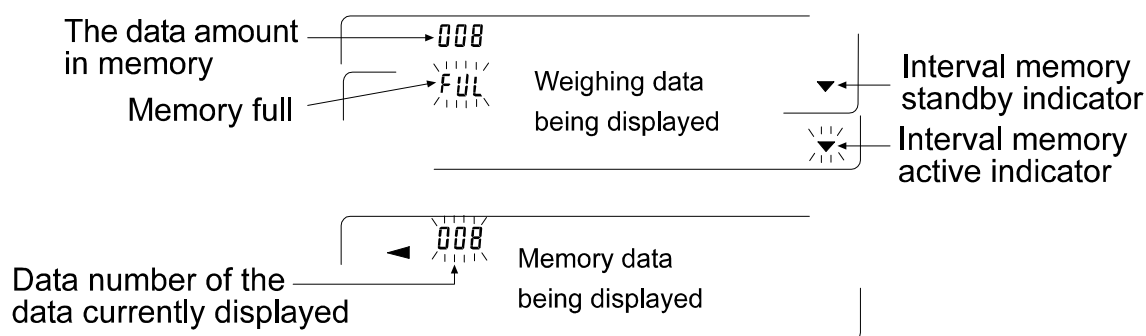 The data amount
in memory
008
FUL
Memory full
Weighing data
being displayed
Interval memory
standby indicator
Interval memory
active indicator
008
Data number of the
data currently displayed
Memory data
being displayed